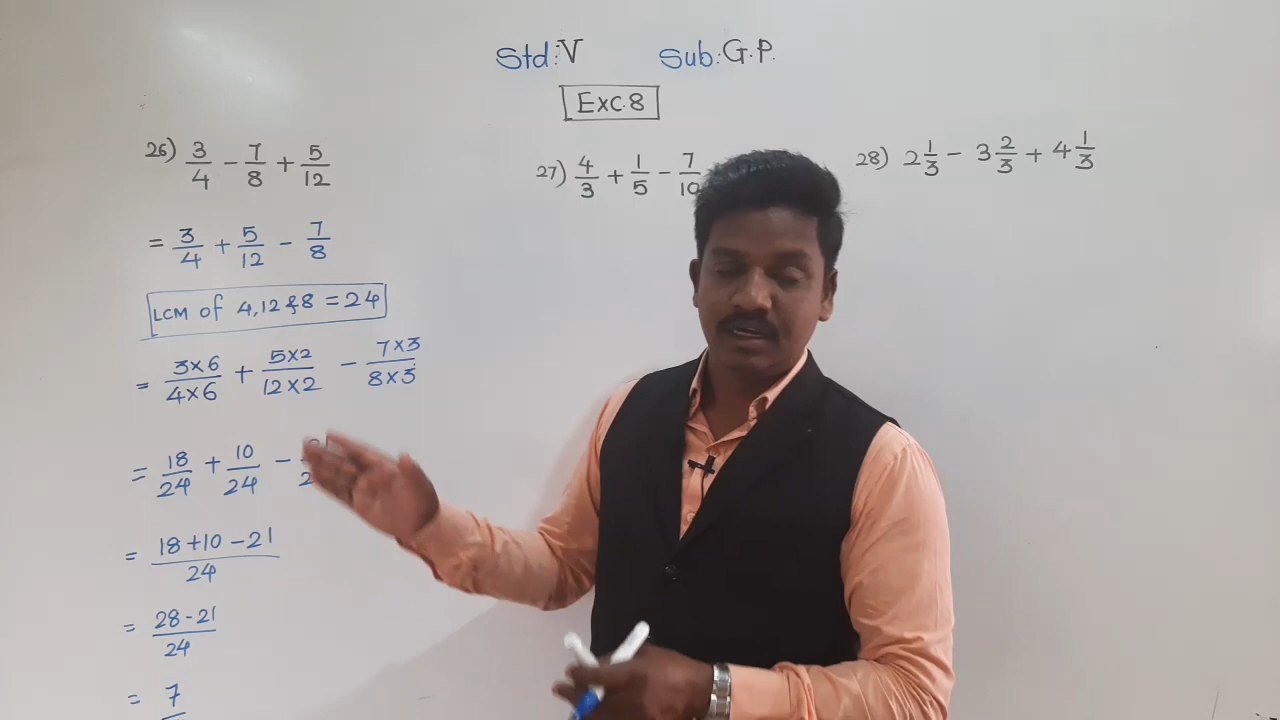 Std: V Sub: G.P.
Exc.8
26) 3/4 - 7/8 + 5/12
= 3/4 + 5/12 - 7/8
LCM of 4,12 & 8 = 24
= 3×6/4×6 + 5×2/12×2 - 7×3/8×3
= 18/24 + 10/24 -
= 18+10-21/24
= 28-21/24
= 7
27) 4/3 + 1/5 - 7/10
28) 2 1/3 - 3 2/3 + 4 1/3